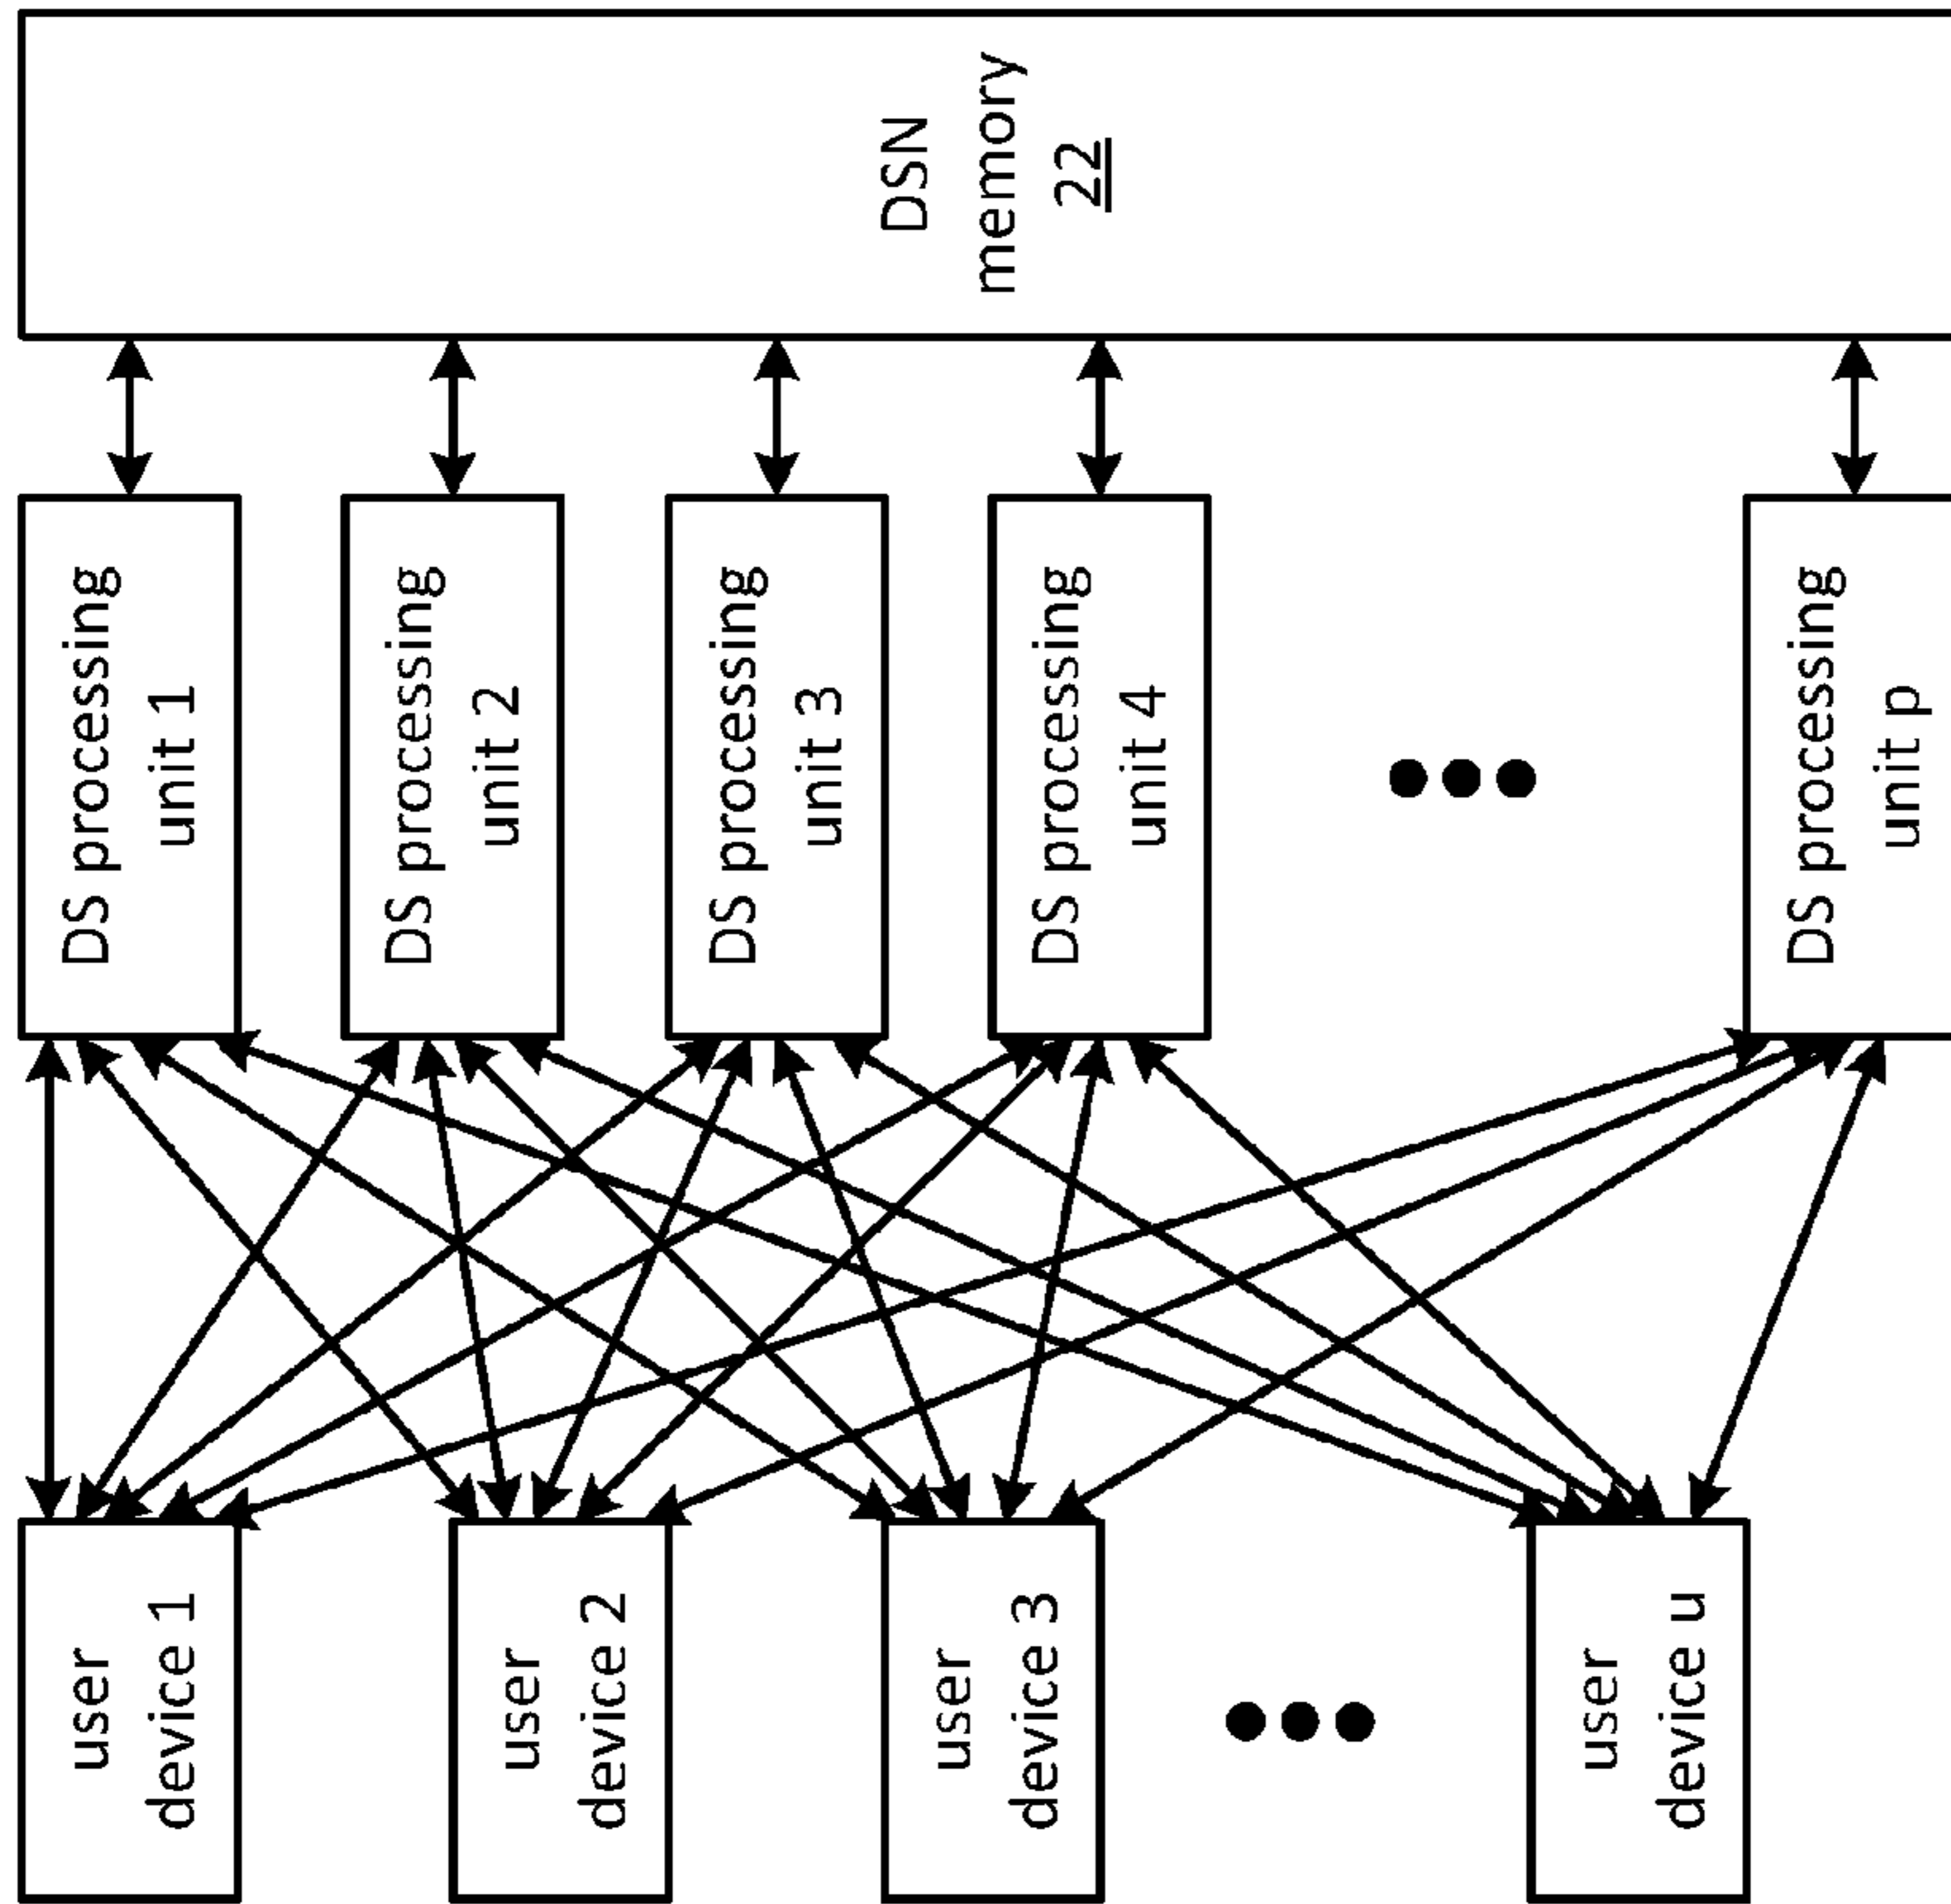 user
device 1
user
device 2
user
device 3
user
device u
DS processing
unit 1
DS processing
unit 2
DS processing
unit 3
DS processing
unit 4
DS processing
unit p
DSN
memory
22